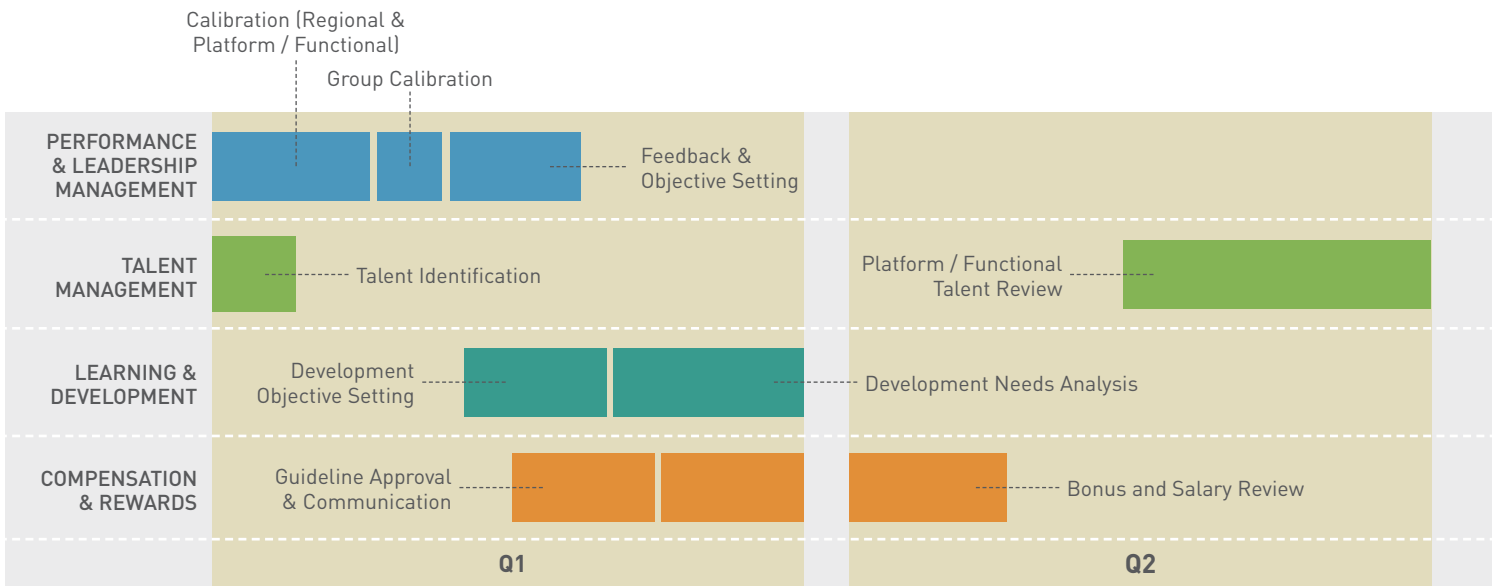 Calibration (Regional &
Platform / Functional)
Group Calibration
PERFORMANCE
& LEADERSHIP
MANAGEMENT
Feedback &
Objective Setting
TALENT
MANAGEMENT
Talent Identification
Platform / Functional
Talent Review
LEARNING &
DEVELOPMENT
Development
Objective Setting
Development Needs Analysis
COMPENSATION
& REWARDS
Guideline Approval
& Communication
Bonus and Salary Review
Q1
Q2